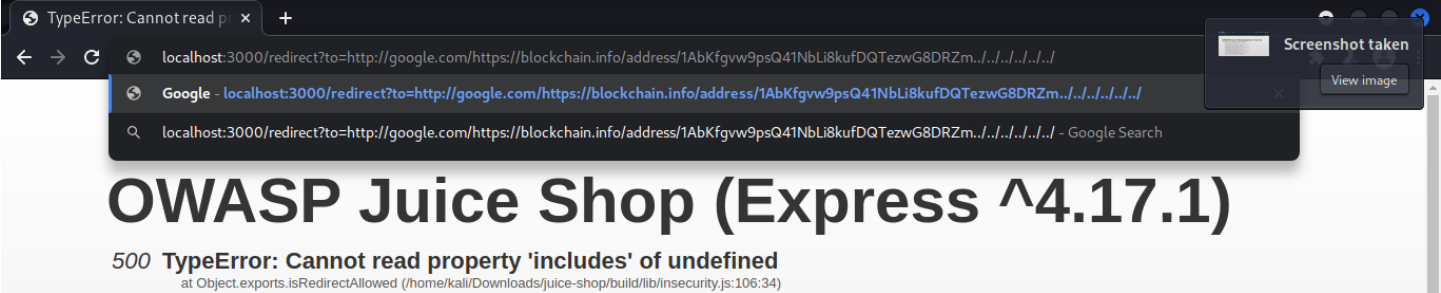 TypeError: Cannot read p
Screenshot taken
View image
localhost:3000/redirect?to=http://google.com/https://blockchain.info/address/1AbKfgvw9psQ41NbLi8kufDQTezwG8DRZm../../../../../../
Google - localhost:3000/redirect?to=http://google.com/https://blockchain.info/address/1AbKfgvw9psQ41NbLi8kufDQTezwG8DRZm../../../../../../
localhost:3000/redirect?to=http://google.com/https://blockchain.info/address/1AbKfgvw9psQ41NbLi8kufDQTezwG8DRZm../../../../../../ - Google Search
OWASP Juice Shop (Express ^4.17.1)
500 TypeError: Cannot read property 'includes' of undefined
at Object.exports.isRedirectAllowed (/home/kali/Downloads/juice-shop/build/lib/insecurity.js:106:34)